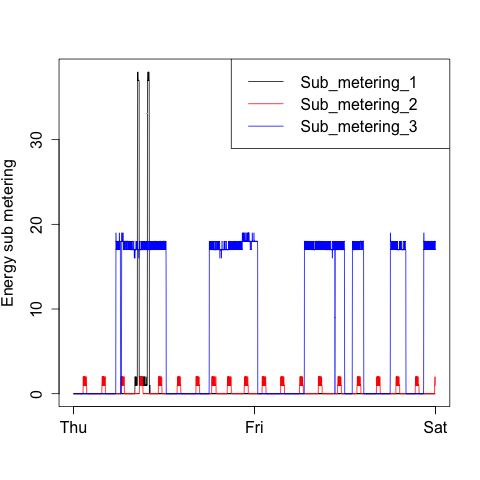 Sub_metering_1
Sub_metering_2
Sub_metering_3
Energy sub metering
30
20
10
0
Thu
Fri
Sat